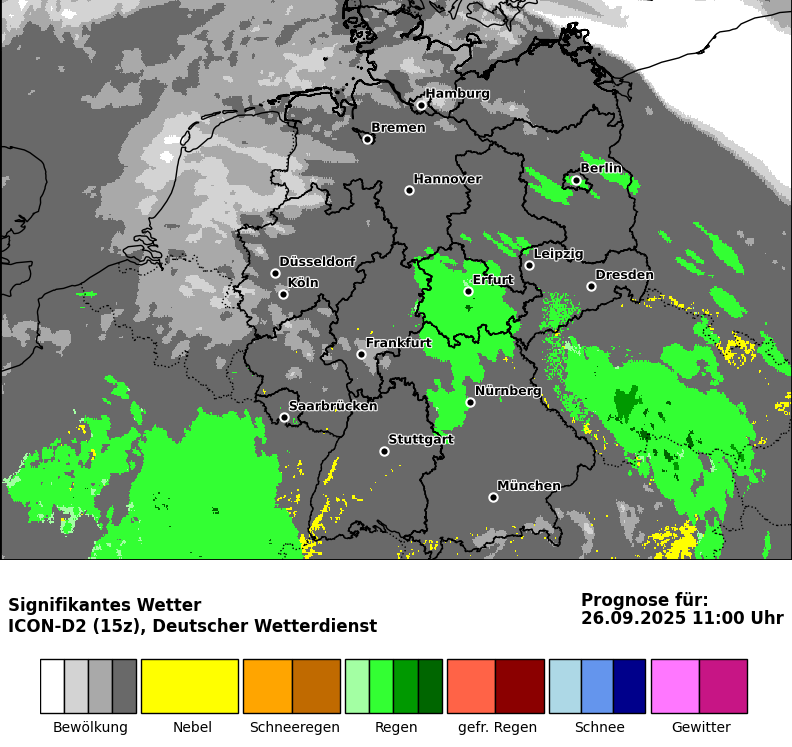 Hamburg
Bremen
Berlin
Hannover
Leipzig
Düsseldorf
Dresden
Köln
Erfurt
Frankfurt
Nürnberg
Saarbrücken
Stuttgart
München
Signifikantes Wetter
ICON-D2 (15z), Deutscher Wetterdienst
Prognose für:
26.09.2025 11:00 Uhr
Bewölkung
Nebel
Schneeregen
Regen
gefr. Regen
Schnee
Gewitter